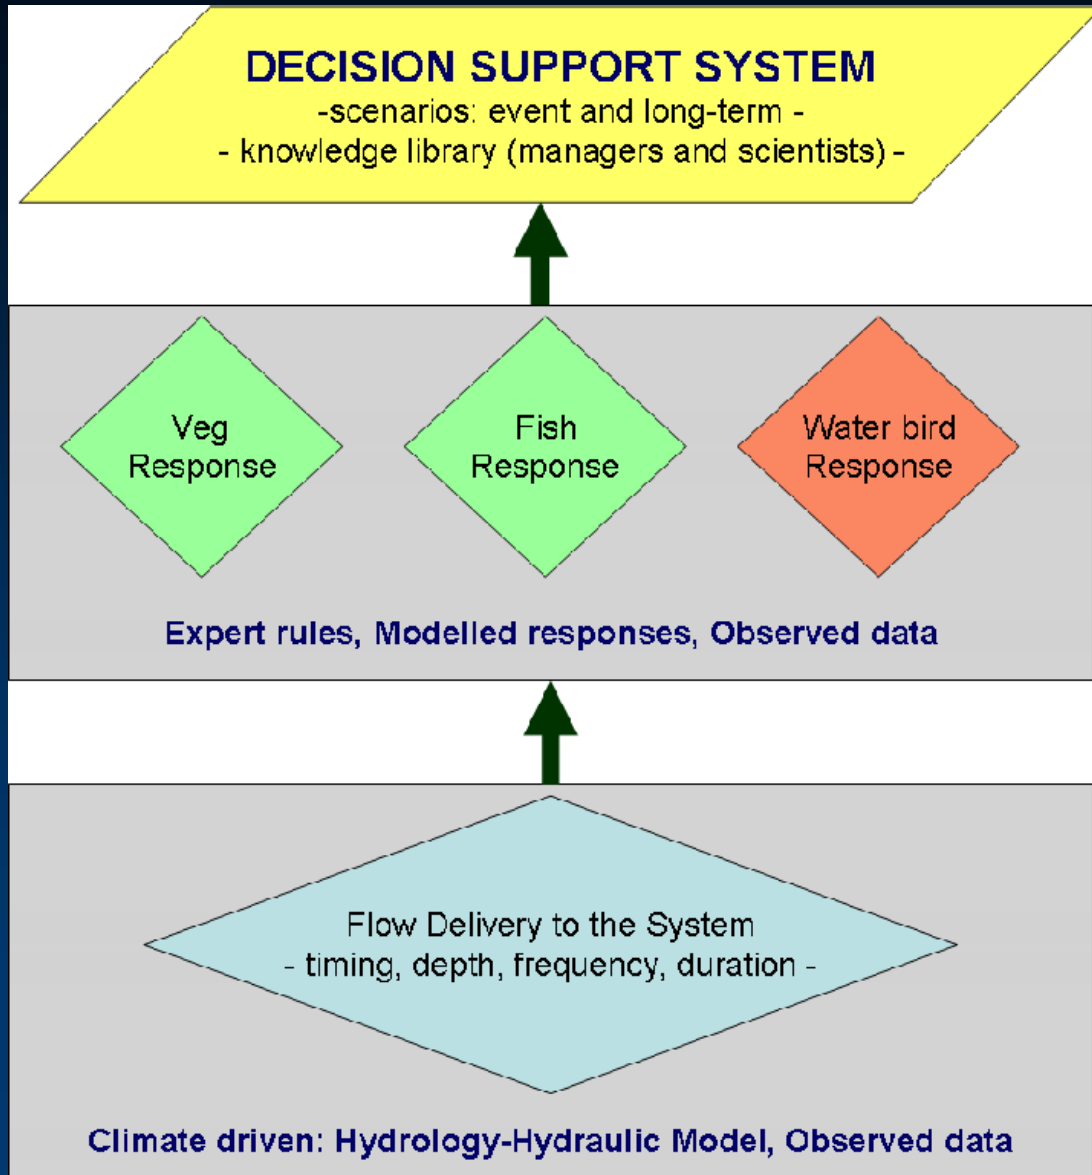 DECISION SUPPORT SYSTEM
-scenarios: event and long-term -
- knowledge library (managers and scientists) -
Veg
Response
Fish
Response
Water bird
Response
Expert rules, Modelled responses, Observed data
Flow Delivery to the System
- timing, depth, frequency, duration -
Climate driven: Hydrology-Hydraulic Model, Observed data